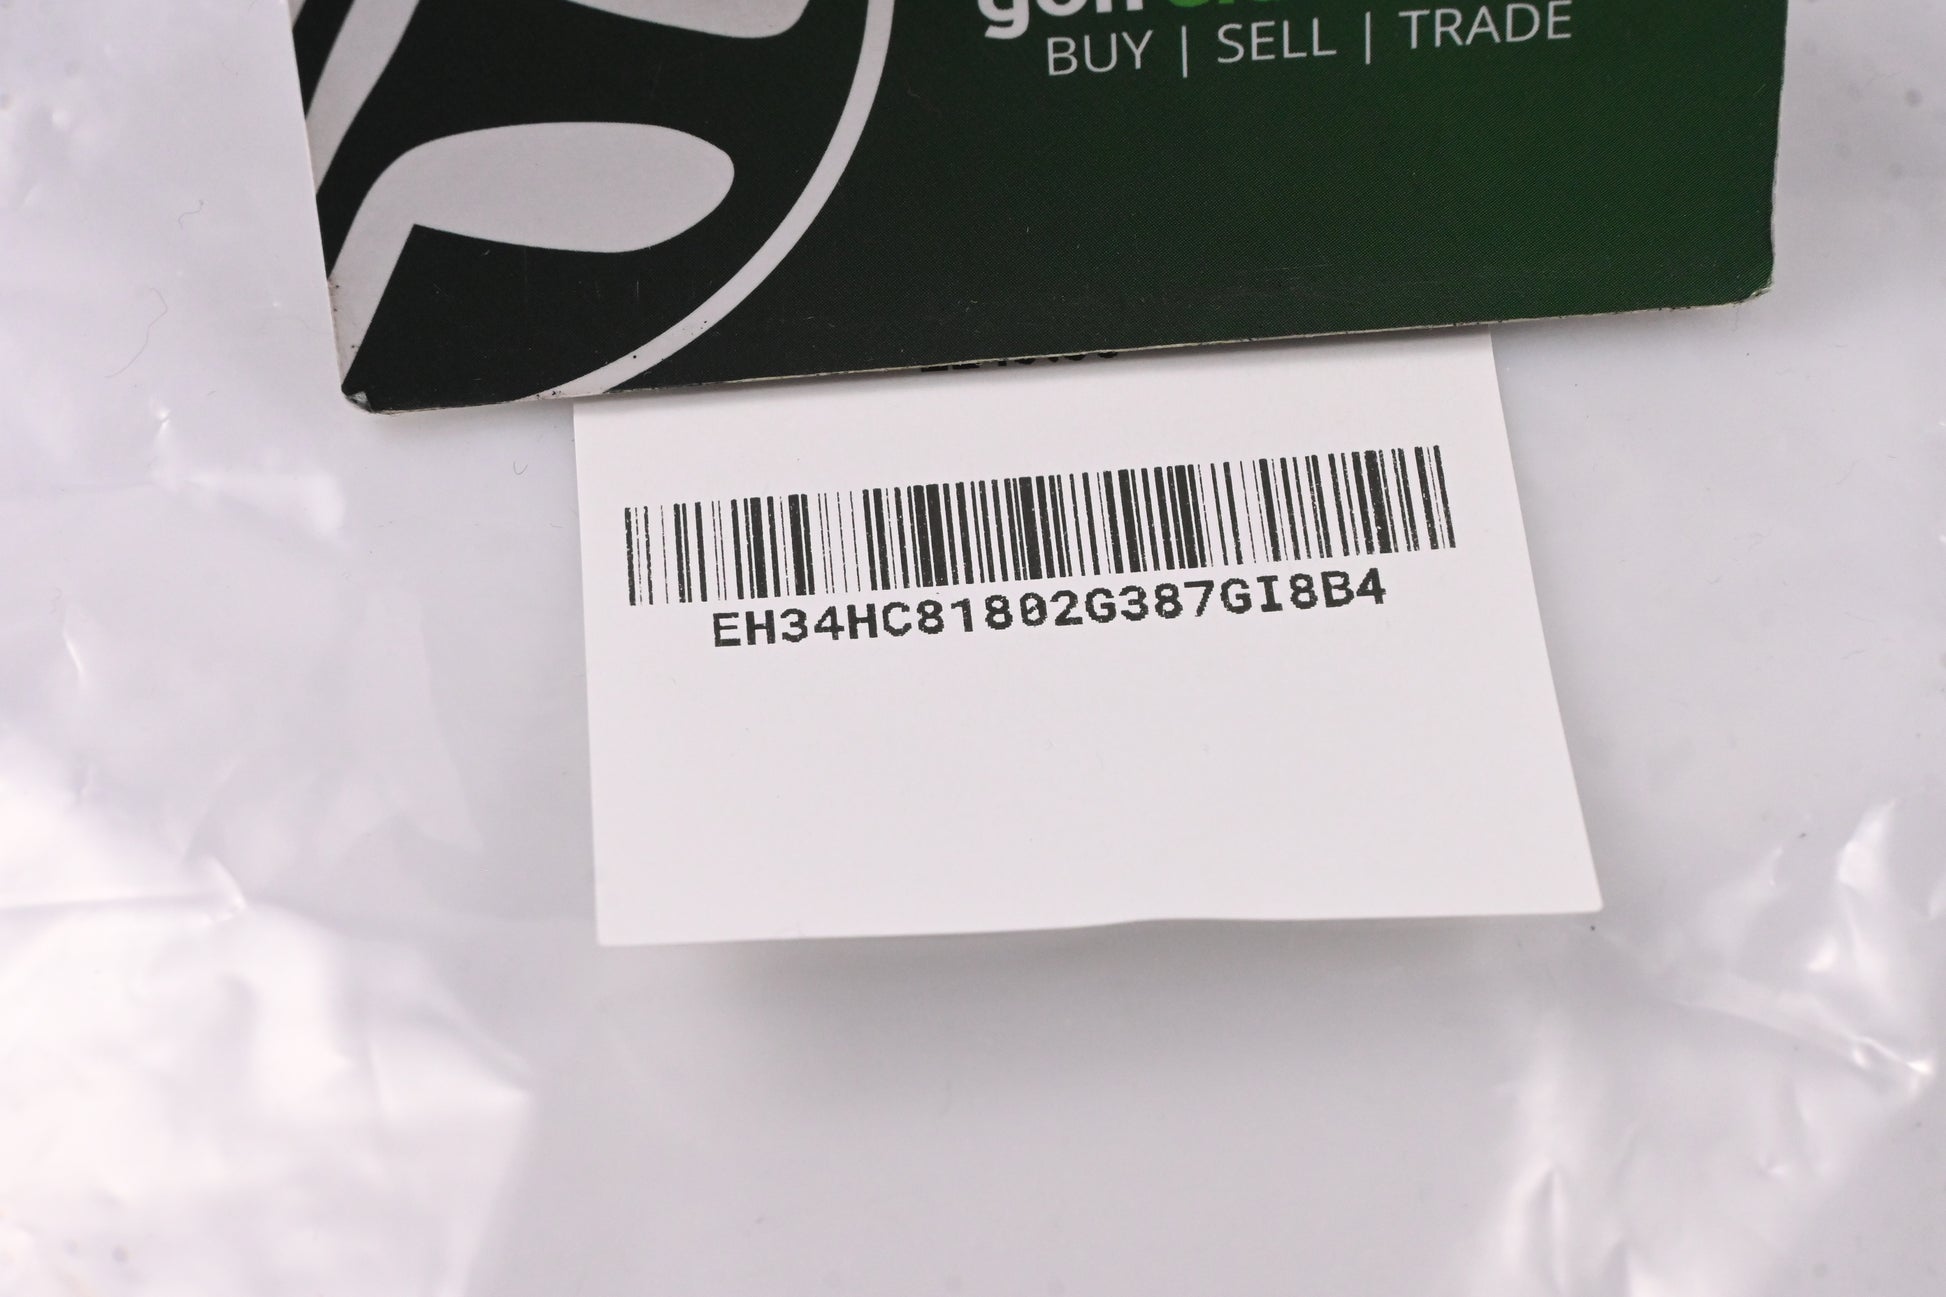 BUY | SELL | TRADE
EH34HC81802G387GI8B4